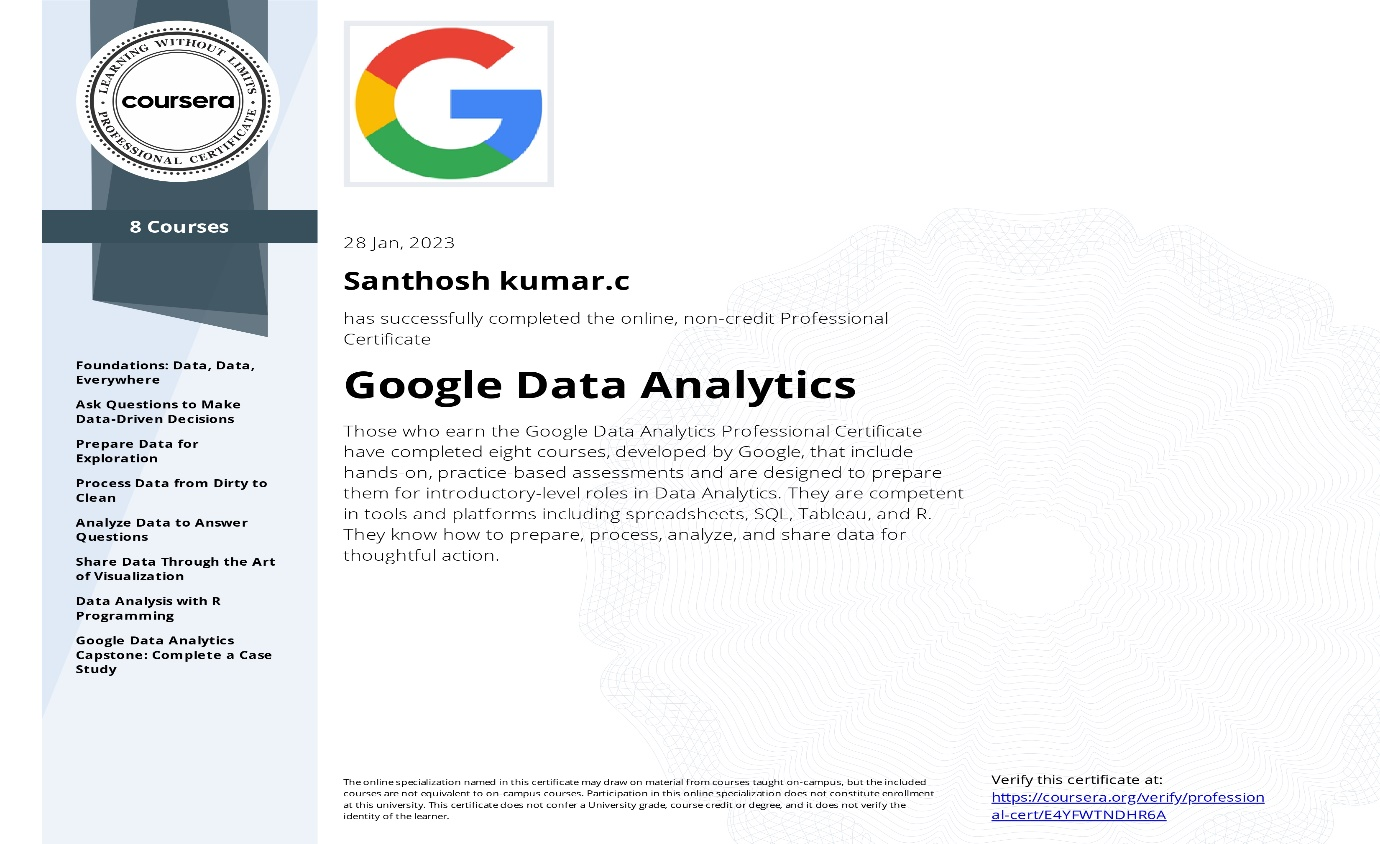 LEARNING WITHOUT LIMITS
coursera
PROFESSIONAL CERTIFICATE
8 Courses
Foundations: Data, Data,
Everywhere
Ask Questions to Make
Data-Driven Decisions
Prepare Data for
Exploration
Process Data from Dirty to
Clean
Analyze Data to Answer
Questions
Share Data Through the Art
of Visualization
Data Analysis with R
Programming
Google Data Analytics
Capstone: Complete a Case
Study
28 Jan, 2023
Santhosh kumar.c
has successfully completed the online, non-credit Professional
Certificate
Google Data Analytics
Those who earn the Google Data Analytics Professional Certificate
have completed eight courses, developed by Google, that include
hands-on, practice-based assessments and are designed to prepare
them for introductory-level roles in Data Analytics. They are competent
in tools and platforms including spreadsheets, SQL, Tableau, and R.
They know how to prepare, process, analyze, and share data for
thoughtful action.
The online specialization named in this certificate may draw on material from courses taught on-campus, but the included
courses are not equivalent to on-campus courses. Participation in this online specialization does not constitute enrollment
at this university. This certificate does not confer a University grade, course credit or degree, and it does not verify the
identity of the learner.
Verify this certificate at:
https://coursera.org/verify/profession
al-cert/E4YFWTNDHR6A